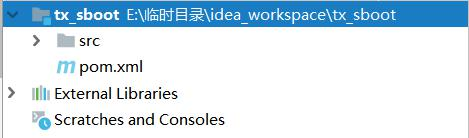 tx_sboot E:\临时目录\idea_workspace\tx_sboot
src
pom.xml
External Libraries
Scratches and Consoles